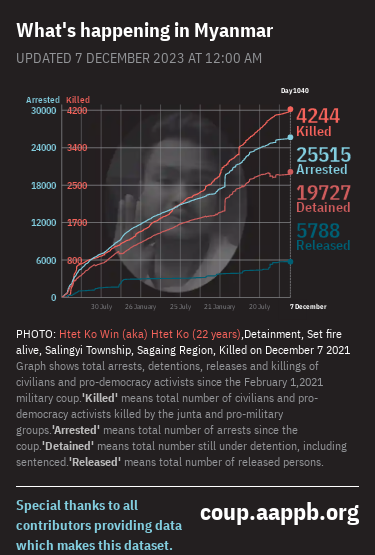 What's happening in Myanmar
UPDATED 7 DECEMBER 2023 AT 12:00 AM
Day1040
Arrested Killed
30000 4200
24000 3400
18000 2500
12000 1700
6000 800
0
4244
Killed
25515
Arrested
19727
Detained
5788
Released
30 July 26 January 25 July 21 January 20 July 7 December
PHOTO: Htet Ko Win (aka) Htet Ko (22 years),Detainment, Set fire
alive, Salingyi Township, Sagaing Region, Killed on December 7 2021
Graph shows total arrests, detentions, releases and killings of
civilians and pro-democracy activists since the February 1,2021
military coup.'Killed' means total number of civilians and pro-
democracy activists killed by the junta and pro-military
groups.'Arrested' means total number of arrests since the
coup.'Detained' means total number still under detention, including
sentenced.'Released' means total number of released persons.
Special thanks to all
contributors providing data
which makes this dataset.
coup.aappb.org